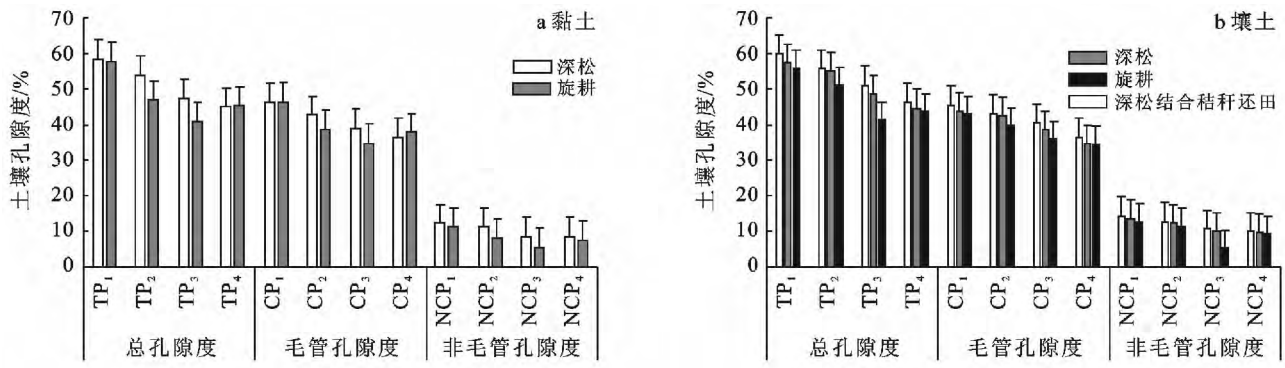 a 黏土
土壤孔隙度/%
70
60
50
40
30
20
10
0
深松
旋耕
TP₁ TP₂ TP₃ TP₄ CP₁ CP₂ CP₃ CP₄ NCP₁ NCP₂ NCP₃ NCP₄
总孔隙度 毛管孔隙度 非毛管孔隙度
b 壤土
土壤孔隙度/%
70
60
50
40
30
20
10
0
深松
旋耕
深松结合秸秆还田
TP₁ TP₂ TP₃ TP₄ CP₁ CP₂ CP₃ CP₄ NCP₁ NCP₂ NCP₃ NCP₄
总孔隙度 毛管孔隙度 非毛管孔隙度